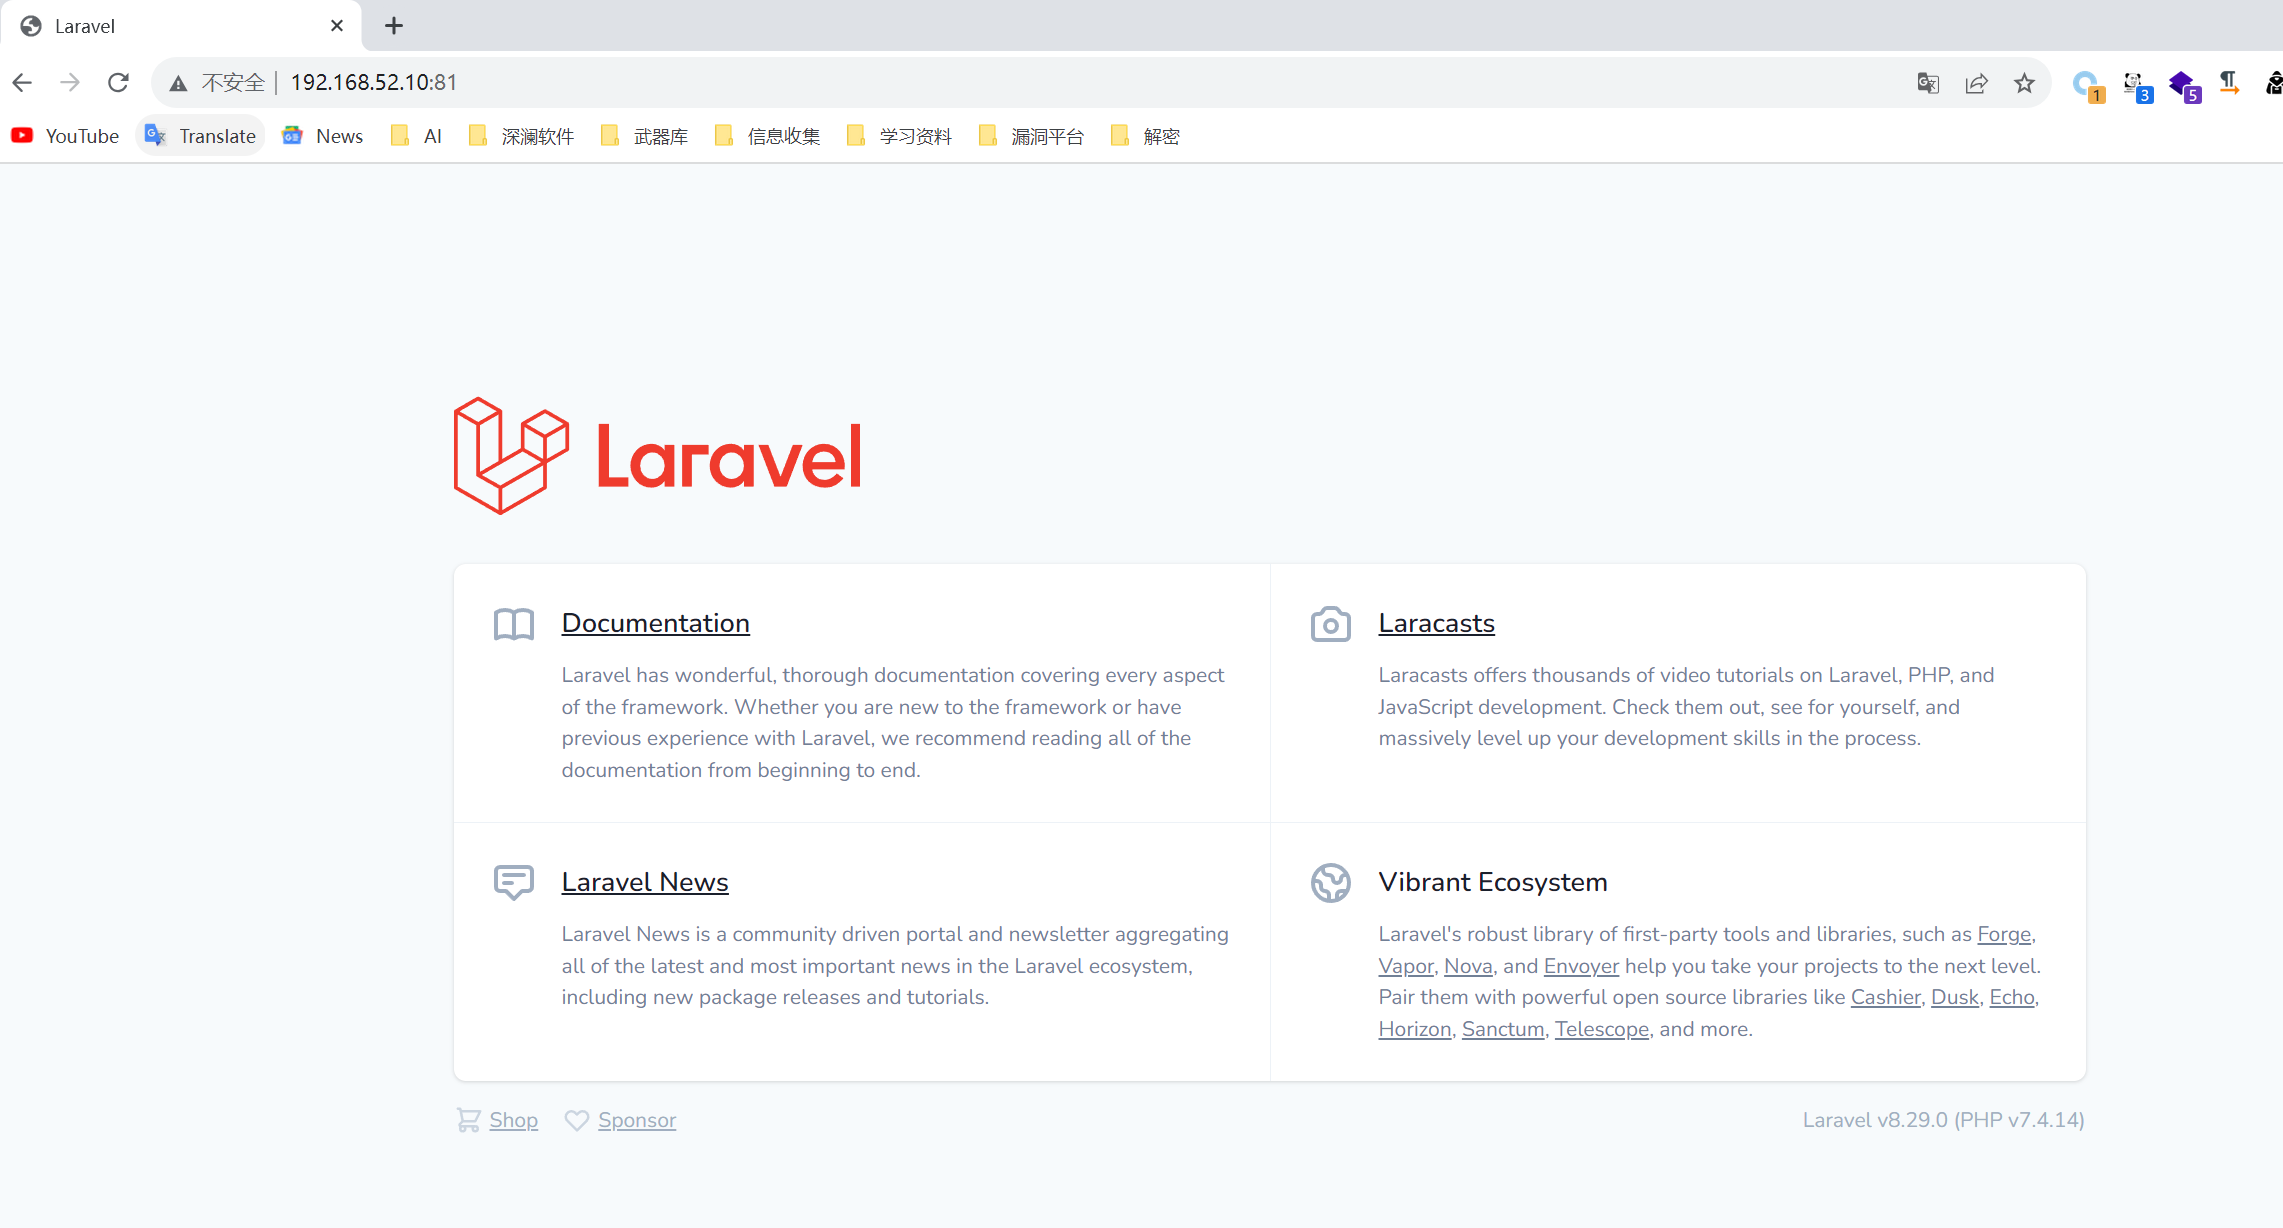 Laravel
不安全 192.168.52.10:81
YouTube Translate News AI 深澜软件 武器库 信息收集 学习资料 漏洞平台 解密
1 3 5
Laravel
Documentation
Laravel has wonderful, thorough documentation covering every aspect
of the framework. Whether you are new to the framework or have
previous experience with Laravel, we recommend reading all of the
documentation from beginning to end.
Laracasts
Laracasts offers thousands of video tutorials on Laravel, PHP, and
JavaScript development. Check them out, see for yourself, and
massively level up your development skills in the process.
Laravel News
Laravel News is a community driven portal and newsletter aggregating
all of the latest and most important news in the Laravel ecosystem,
including new package releases and tutorials.
Vibrant Ecosystem
Laravel's robust library of first-party tools and libraries, such as Forge,
Vapor, Nova, and Envoyer help you take your projects to the next level.
Pair them with powerful open source libraries like Cashier, Dusk, Echo,
Horizon, Sanctum, Telescope, and more.
Shop Sponsor
Laravel v8.29.0 (PHP v7.4.14)